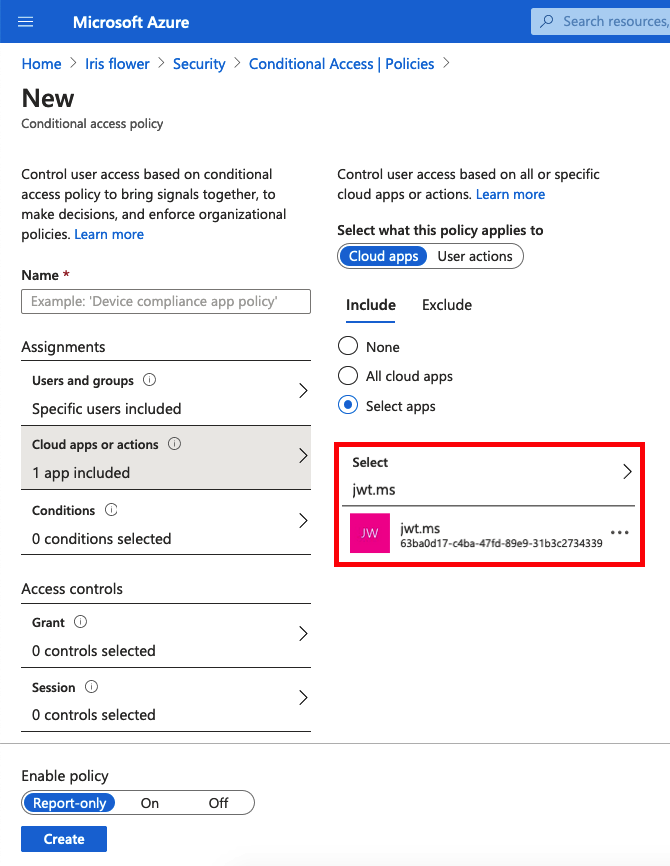 Microsoft Azure
Search resources,
Home > Iris flower > Security > Conditional Access | Policies >
New
Conditional access policy
Control user access based on conditional
access policy to bring signals together, to
make decisions, and enforce organizational
policies. Learn more
Name *
Example: 'Device compliance app policy'
Assignments
Users and groups
Specific users included
Cloud apps or actions
1 app included
Conditions
0 conditions selected
Access controls
Grant
0 controls selected
Session
0 controls selected
Control user access based on all or specific
cloud apps or actions. Learn more
Select what this policy applies to
Cloud apps User actions
Include Exclude
None
All cloud apps
Select apps
Select
jwt.ms
JW
jwt.ms
63ba0d17-c4ba-47fd-89e9-31b3c2734339
Enable policy
Report-only On Off
Create